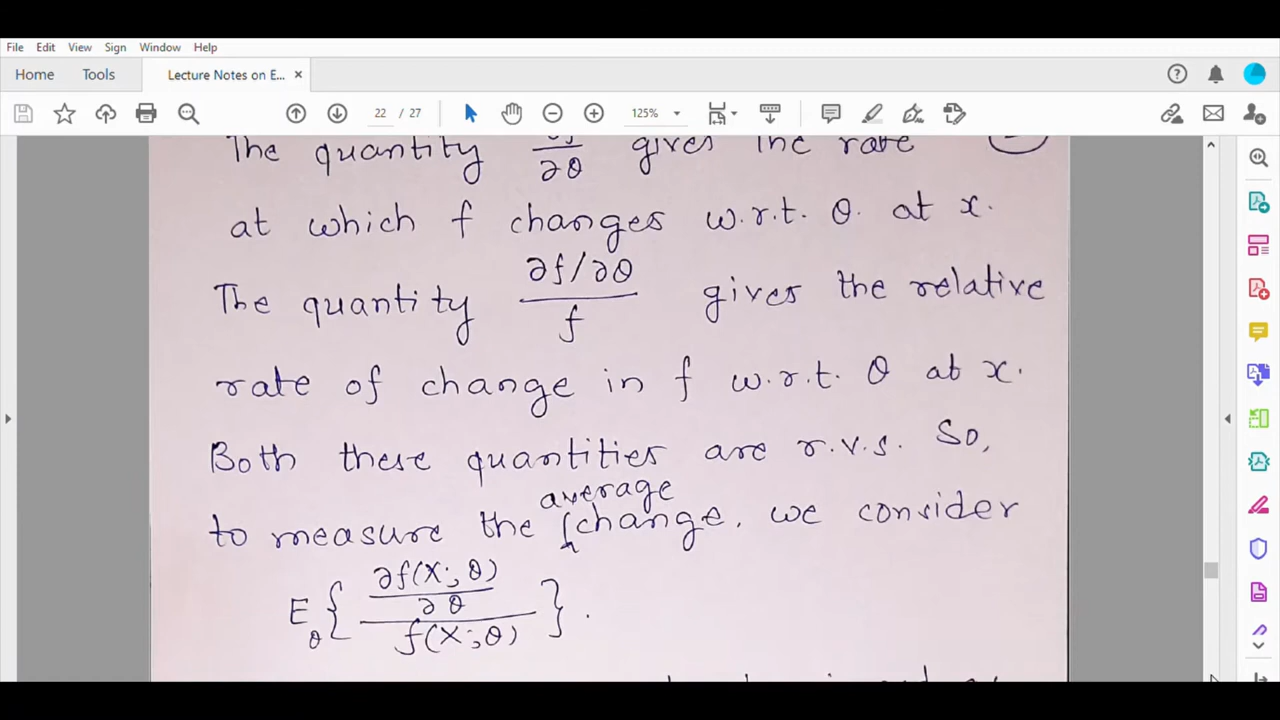 File Edit View Sign Window Help
Home Tools Lecture Notes on E... ×
22 / 27 125%
The quantity ∂f/∂θ gives the rate
at which f changes w.r.t. θ. at x.
The quantity (∂f/∂θ)/f gives the relative
rate of change in f w.r.t. θ at x.
Both these quantities are r.v.s. So,
average
to measure the change, we consider
E_θ { (∂f(X;θ)/∂θ) / f(X;θ) } .